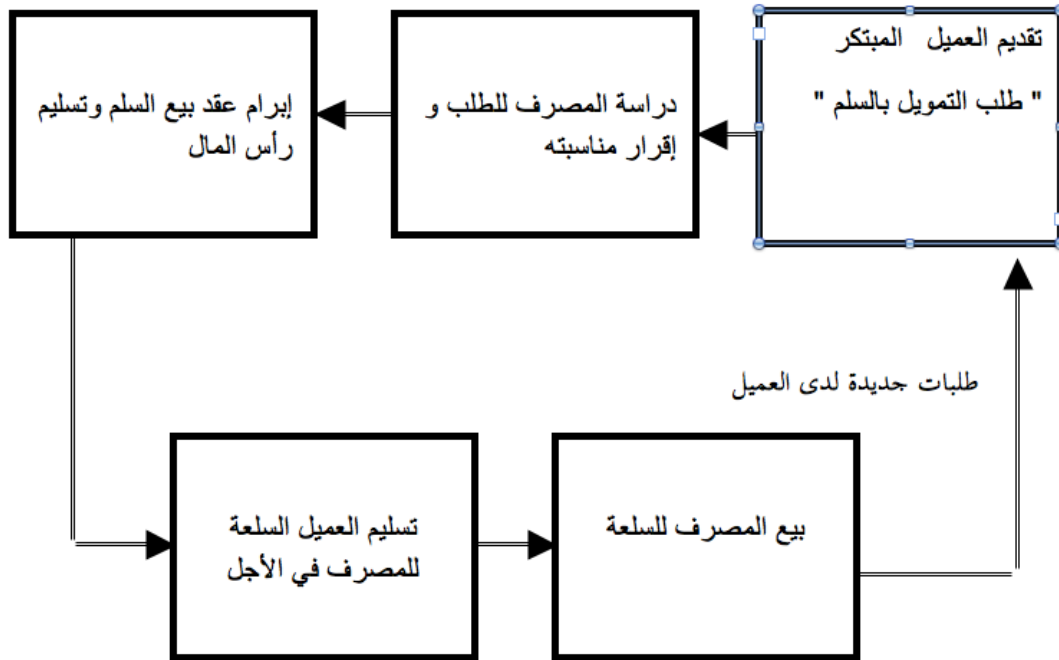 تقديم العميل المبتكر
" طلب التمويل بالسلم "
دراسة المصرف للطلب و
إقرار مناسبته
إبرام عقد بيع السلم وتسليم
رأس المال
تسليم العميل السلعة
للمصرف في الأجل
بيع المصرف للسلعة
طلبات جديدة لدى العميل